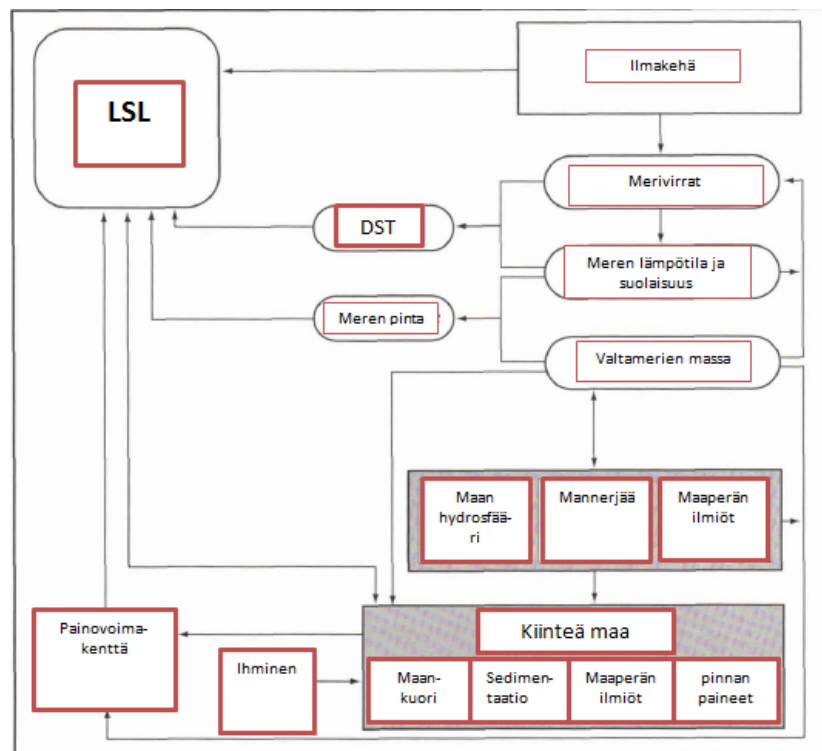 LSL
Ilmakehä
Merivirrat
DST
Meren lämpötila ja
suolaisuus
Meren pinta
Valtamerien massa
Maan
hydrosfää-
ri
Mannerjää
Maaperän
ilmiöt
Painovoima-
kenttä
Ihminen
Kiinteä maa
Maan-
kuori
Sedimen-
taatio
Maaperän
ilmiöt
pinnan
paineet